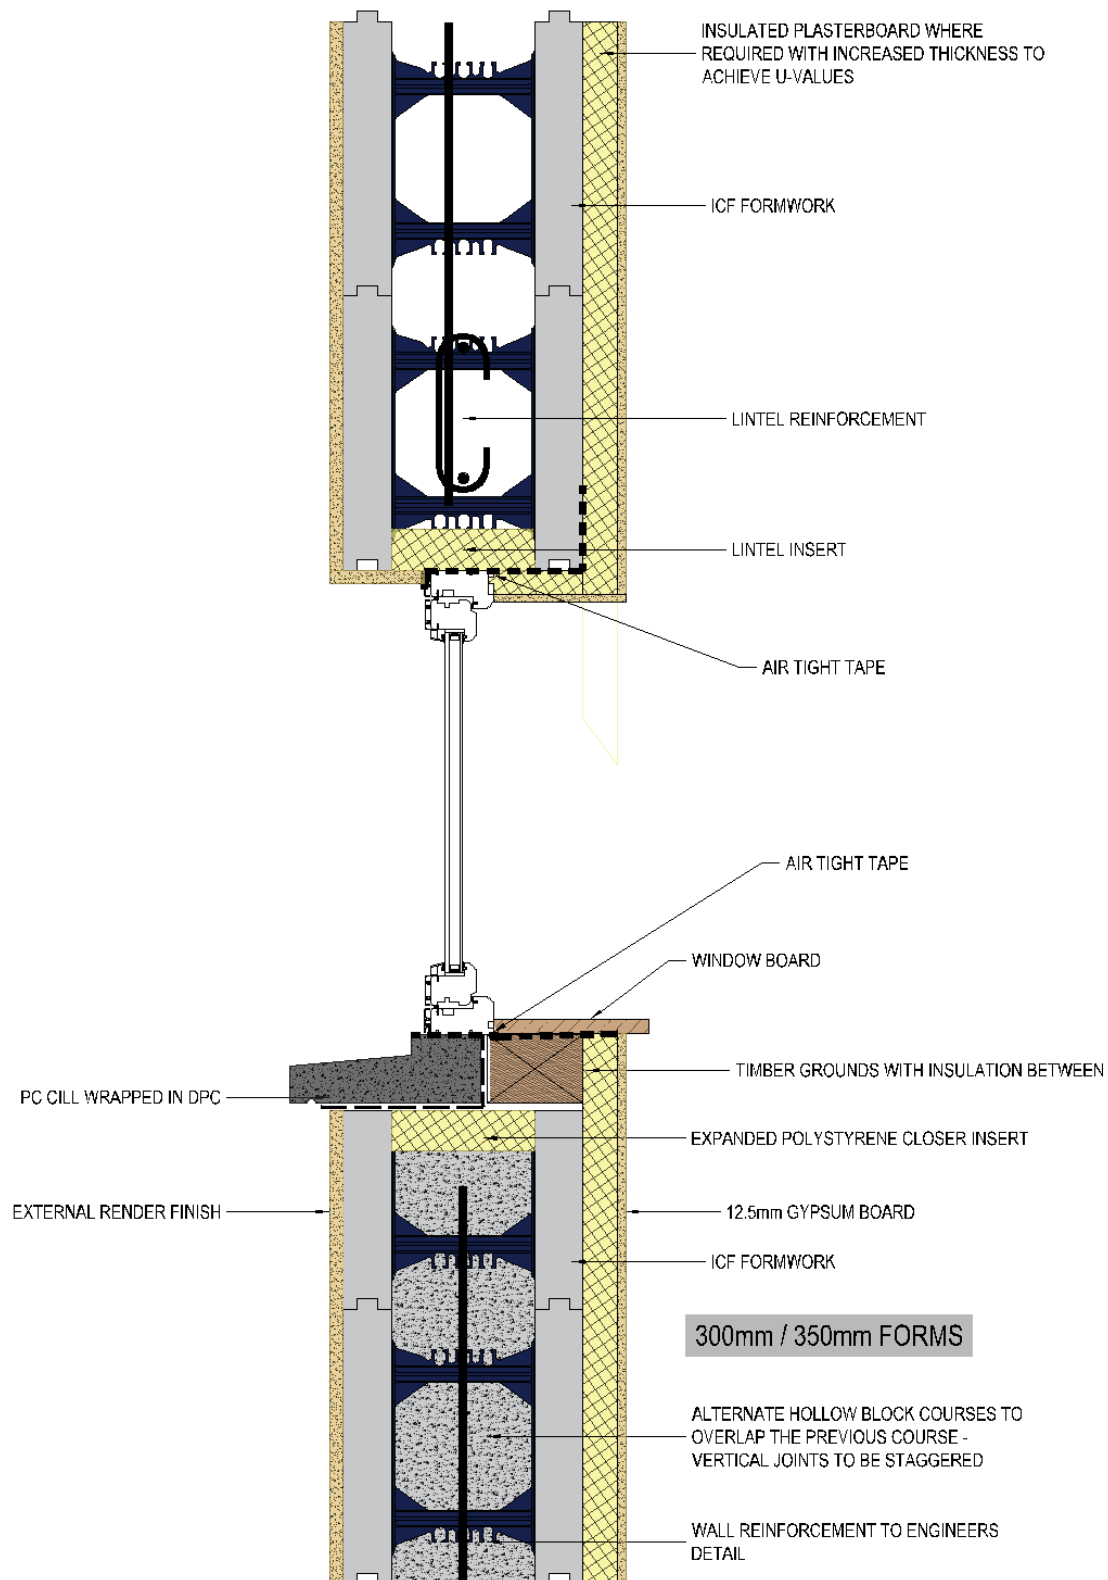 INSULATED PLASTERBOARD WHERE
REQUIRED WITH INCREASED THICKNESS TO
ACHIEVE U-VALUES
ICF FORMWORK
LINTEL REINFORCEMENT
LINTEL INSERT
AIR TIGHT TAPE
AIR TIGHT TAPE
WINDOW BOARD
TIMBER GROUNDS WITH INSULATION BETWEEN
PC CILL WRAPPED IN DPC
EXPANDED POLYSTYRENE CLOSER INSERT
EXTERNAL RENDER FINISH
12.5mm GYPSUM BOARD
ICF FORMWORK
300mm / 350mm FORMS
ALTERNATE HOLLOW BLOCK COURSES TO
OVERLAP THE PREVIOUS COURSE -
VERTICAL JOINTS TO BE STAGGERED
WALL REINFORCEMENT TO ENGINEERS
DETAIL